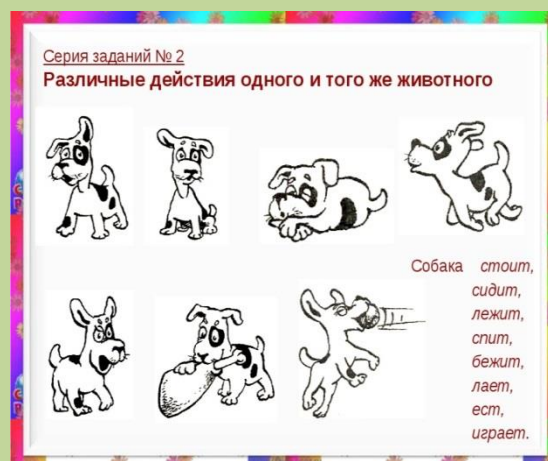 Серия заданий № 2
Различные действия одного и того же животного
Собака стоит,
сидит,
лежит,
спит,
бежит,
лает,
ест,
играет.